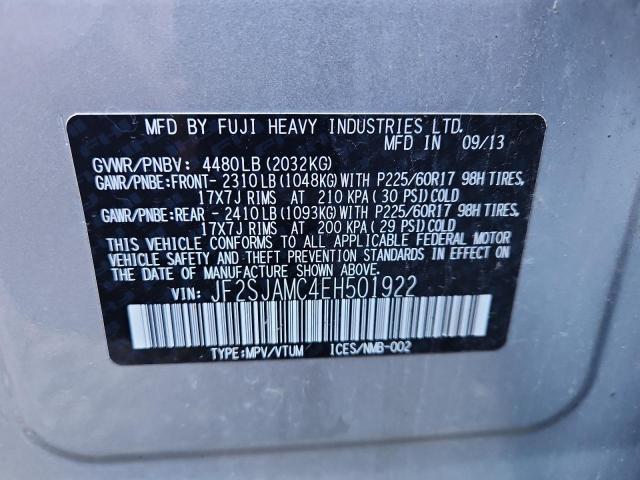 MFD BY FUJI HEAVY INDUSTRIES LTD.
MFD IN 09/13
GVWR/PNBV: 4480LB(2032KG)
GAWR/PNBE:FRONT- 2310LB(1048KG)WITH P225/60R17 98H TIRES,
17X7J RIMS AT 210 KPA(30 PSI)COLD
GAWR/PNBE:REAR - 2410LB(1093KG)WITH P225/60R17 98H TIRES,
17X7J RIMS AT 200 KPA(29 PSI)COLD
THIS VEHICLE CONFORMS TO ALL APPLICABLE FEDERAL MOTOR
VEHICLE SAFETY AND THEFT PREVENTION STANDARDS IN EFFECT ON
THE DATE OF MANUFACTURE SHOWN ABOVE.
VIN: JF2SJAMC4EH501922
TYPE:MPV/VTUM ICES/NMB-002